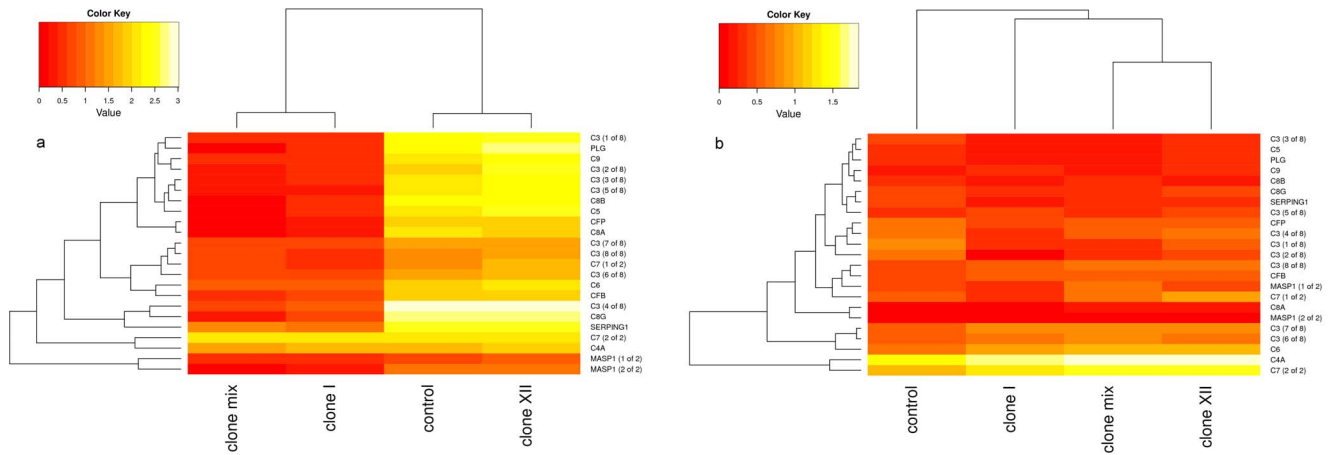 Color Key
0 0.5 1 1.5 2 2.5 3
Value
a
C3 (1 of 8)
PLG
C9
C3 (2 of 8)
C3 (3 of 8)
C3 (5 of 8)
C8B
C5
CFP
C8A
C3 (7 of 8)
C3 (8 of 8)
C7 (1 of 2)
C3 (6 of 8)
C6
CFB
C3 (4 of 8)
C8G
SERPING1
C7 (2 of 2)
C4A
MASP1 (1 of 2)
MASP1 (2 of 2)
clone mix
clone I
control
clone XII
Color Key
0 0.5 1 1.5
Value
b
C3 (3 of 8)
C5
PLG
C9
C8B
C8G
SERPING1
C3 (5 of 8)
CFP
C3 (4 of 8)
C3 (1 of 8)
C3 (2 of 8)
C3 (8 of 8)
CFB
MASP1 (1 of 2)
C7 (1 of 2)
C8A
MASP1 (2 of 2)
C3 (7 of 8)
C3 (6 of 8)
C6
C4A
C7 (2 of 2)
control
clone I
clone mix
clone XII